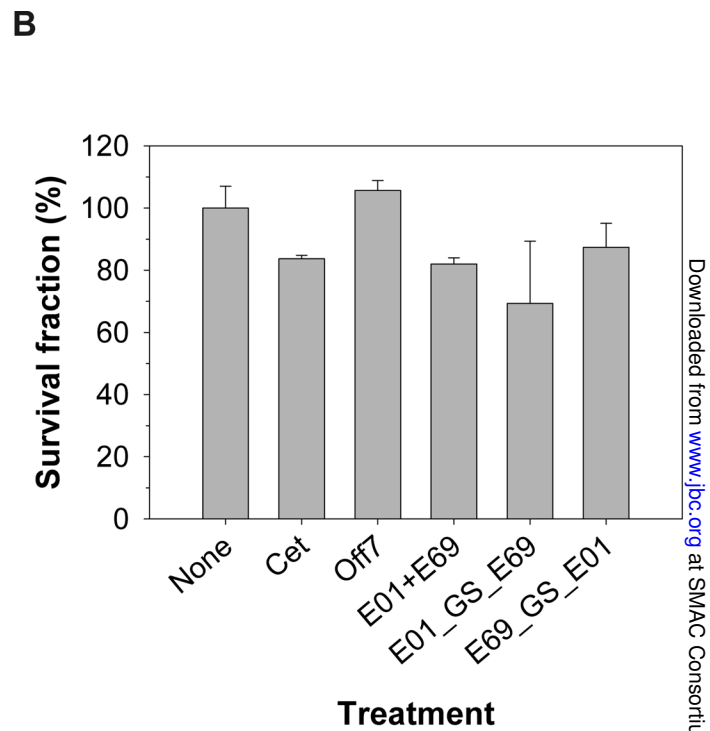 B
120
100
80
60
40
20
0
Survival fraction (%)
None
Cet
Off7
E01+E69
E01_GS_E69
E69_GS_E01
Treatment
Downloaded from www.jbc.org at SMAC